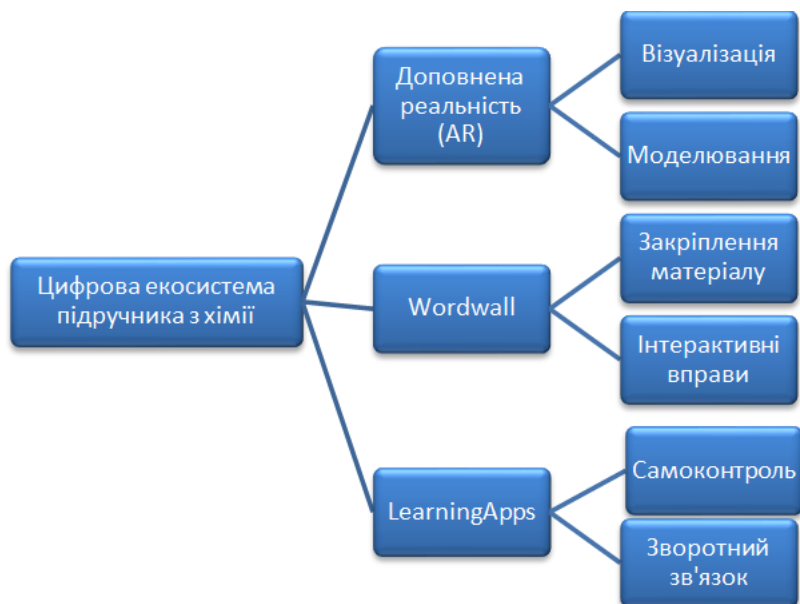 Цифрова екосистема
підручника з хімії
Доповнена
реальність
(AR)
Візуалізація
Моделювання
Wordwall
Закріплення
матеріалу
Інтерактивні
вправи
LearningApps
Самоконтроль
Зворотний
зв'язок